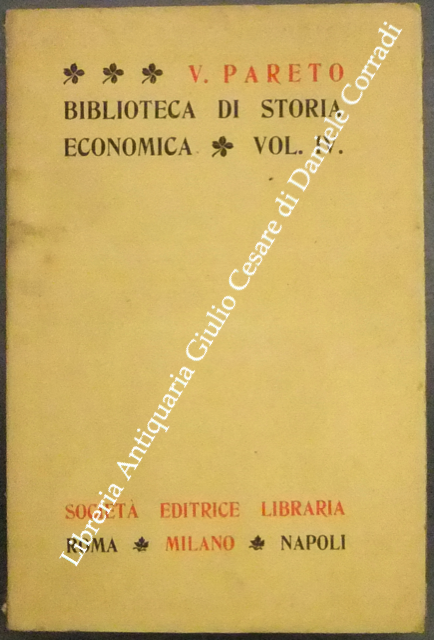 V. PARETO
BIBLIOTECA DI STORIA
ECONOMICA VOL. IV.
Libreria Antiquaria Giulio Cesare di Daniele Corradi
SOCIETÀ EDITRICE LIBRARIA
ROMA MILANO NAPOLI